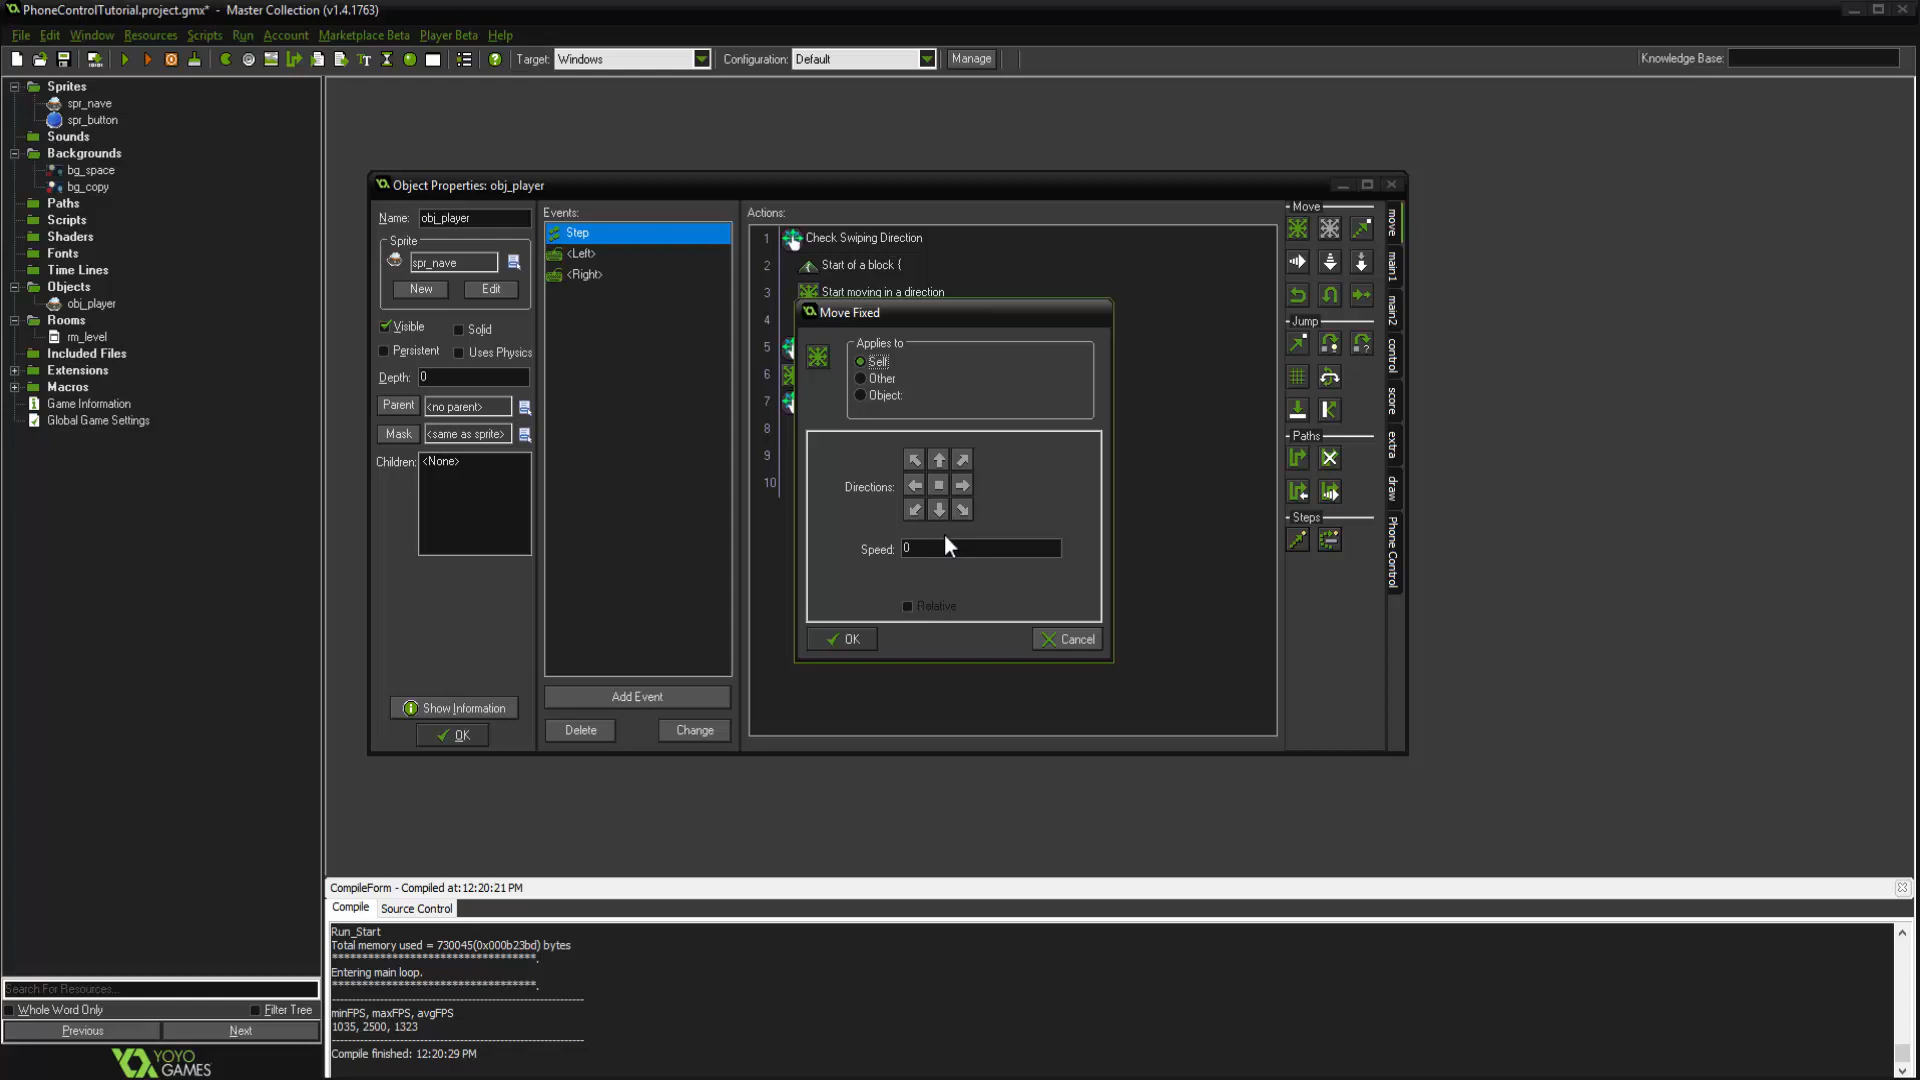 PhoneControlTutorial.project.gmx* - Master Collection (v1.4.1763)
File Edit Window Resources Scripts Run Account Marketplace Beta Player Beta Help
Target: Windows Configuration: Default Manage Knowledge Base:
Sprites
spr_nave
spr_button
Sounds
Backgrounds
bg_space
bg_copy
Paths
Scripts
Shaders
Fonts
Time Lines
Objects
obj_player
Rooms
rm_level
Included Files
Extensions
Macros
Game Information
Global Game Settings
Search For Resources...
Whole Word Only Filter Tree
Previous Next
YOYO
GAMES
Object Properties: obj_player
Name: obj_player
Sprite
spr_nave
New Edit
Visible Solid
Persistent Uses Physics
Depth: 0
Parent <no parent>
Mask <same as sprite>
Children: <None>
Show Information
OK
Events:
Step
<Left>
<Right>
Add Event
Delete Change
Actions:
1 Check Swiping Direction
2 Start of a block {
3 Start moving in a direction
4
5
6
7
8
9
10
Move Fixed
Applies to
Self
Other
Object:
Directions:
Speed: 0
Relative
OK Cancel
Move
Jump
Paths
Steps
move
main1
main2
control
score
extra
draw
Phone Control
CompileForm - Compiled at: 12:20:21 PM
Compile Source Control
Run_Start
Total memory used = 730045(0x000b23bd) bytes
**********************************.
Entering main loop.
**********************************.
----------------------------------------------------------------
minFPS, maxFPS, avgFPS
1035, 2500, 1323
----------------------------------------------------------------
Compile finished: 12:20:29 PM